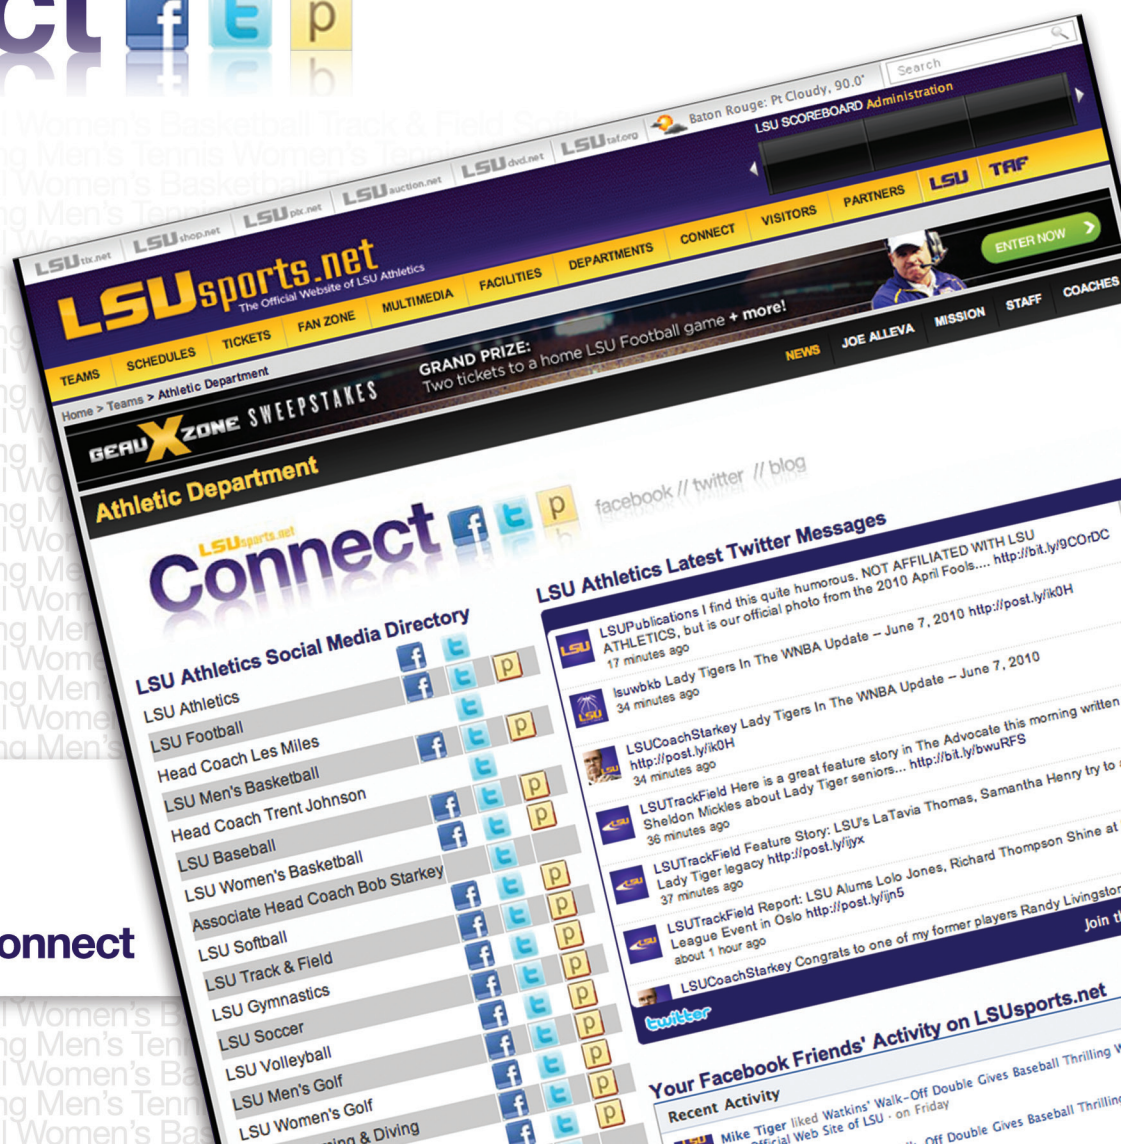 ct f t p
LSUtix.net LSUshop.net LSUpix.net LSUauction.net LSUdvd.net LSUtaf.org Baton Rouge: Pt Cloudy, 90.0° Search
LSU SCOREBOARD Administration
LSUsports.net
The Official Website of LSU Athletics
TEAMS SCHEDULES TICKETS FAN ZONE MULTIMEDIA FACILITIES DEPARTMENTS CONNECT VISITORS PARTNERS LSU TAF
Home > Teams > Athletic Department
GEAUX ZONE SWEEPSTAKES
GRAND PRIZE:
Two tickets to a home LSU Football game + more!
ENTER NOW
Athletic Department
NEWS JOE ALLEVA MISSION STAFF COACHES
LSUsports.net
Connect f t p
facebook // twitter // blog
LSU Athletics Social Media Directory
LSU Athletics
LSU Football
Head Coach Les Miles
LSU Men's Basketball
Head Coach Trent Johnson
LSU Baseball
LSU Women's Basketball
Associate Head Coach Bob Starkey
LSU Softball
LSU Track & Field
LSU Gymnastics
LSU Soccer
LSU Volleyball
LSU Men's Golf
LSU Women's Golf
& Diving
LSU Athletics Latest Twitter Messages
LSUPublications I find this quite humorous. NOT AFFILIATED WITH LSU
ATHLETICS, but is our official photo from the 2010 April Fools.... http://bit.ly/9COrDC
17 minutes ago
lsuwbkb Lady Tigers In The WNBA Update -- June 7, 2010 http://post.ly/ik0H
34 minutes ago
LSUCoachStarkey Lady Tigers In The WNBA Update -- June 7, 2010
http://post.ly/ik0H
34 minutes ago
LSUTrackField Here is a great feature story in The Advocate this morning written
Sheldon Mickles about Lady Tiger seniors... http://bit.ly/bwuRFS
36 minutes ago
LSUTrackField Feature Story: LSU's LaTavia Thomas, Samantha Henry try to
Lady Tiger legacy http://post.ly/ijyx
37 minutes ago
LSUTrackField Report: LSU Alums Lolo Jones, Richard Thompson Shine at
League Event in Oslo http://post.ly/ijn5
about 1 hour ago
LSUCoachStarkey Congrats to one of my former players Randy Livingston
twitter
Join
Your Facebook Friends' Activity on LSUsports.net
Recent Activity
Mike Tiger liked Watkins' Walk-Off Double Gives Baseball Thrilling
Official Web Site of LSU · on Friday
Off Double Gives Baseball Thrilling
onnect